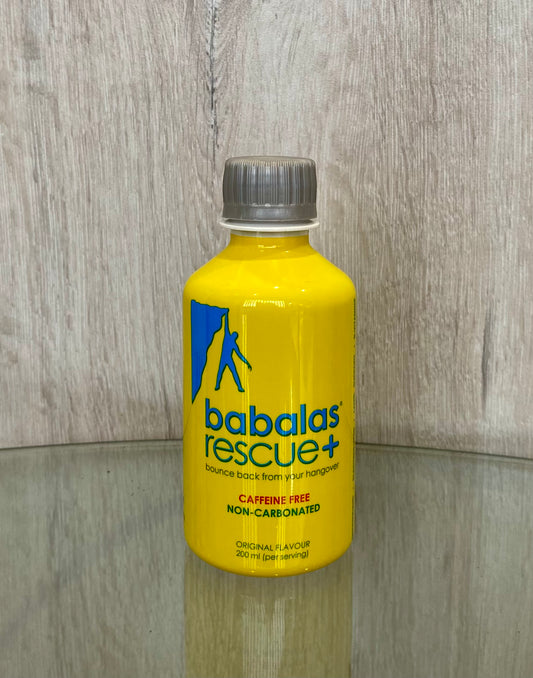 babalas®
rescue+
bounce back from your hangover
CAFFEINE FREE
NON-CARBONATED
ORIGINAL FLAVOUR
200 ml (per serving)